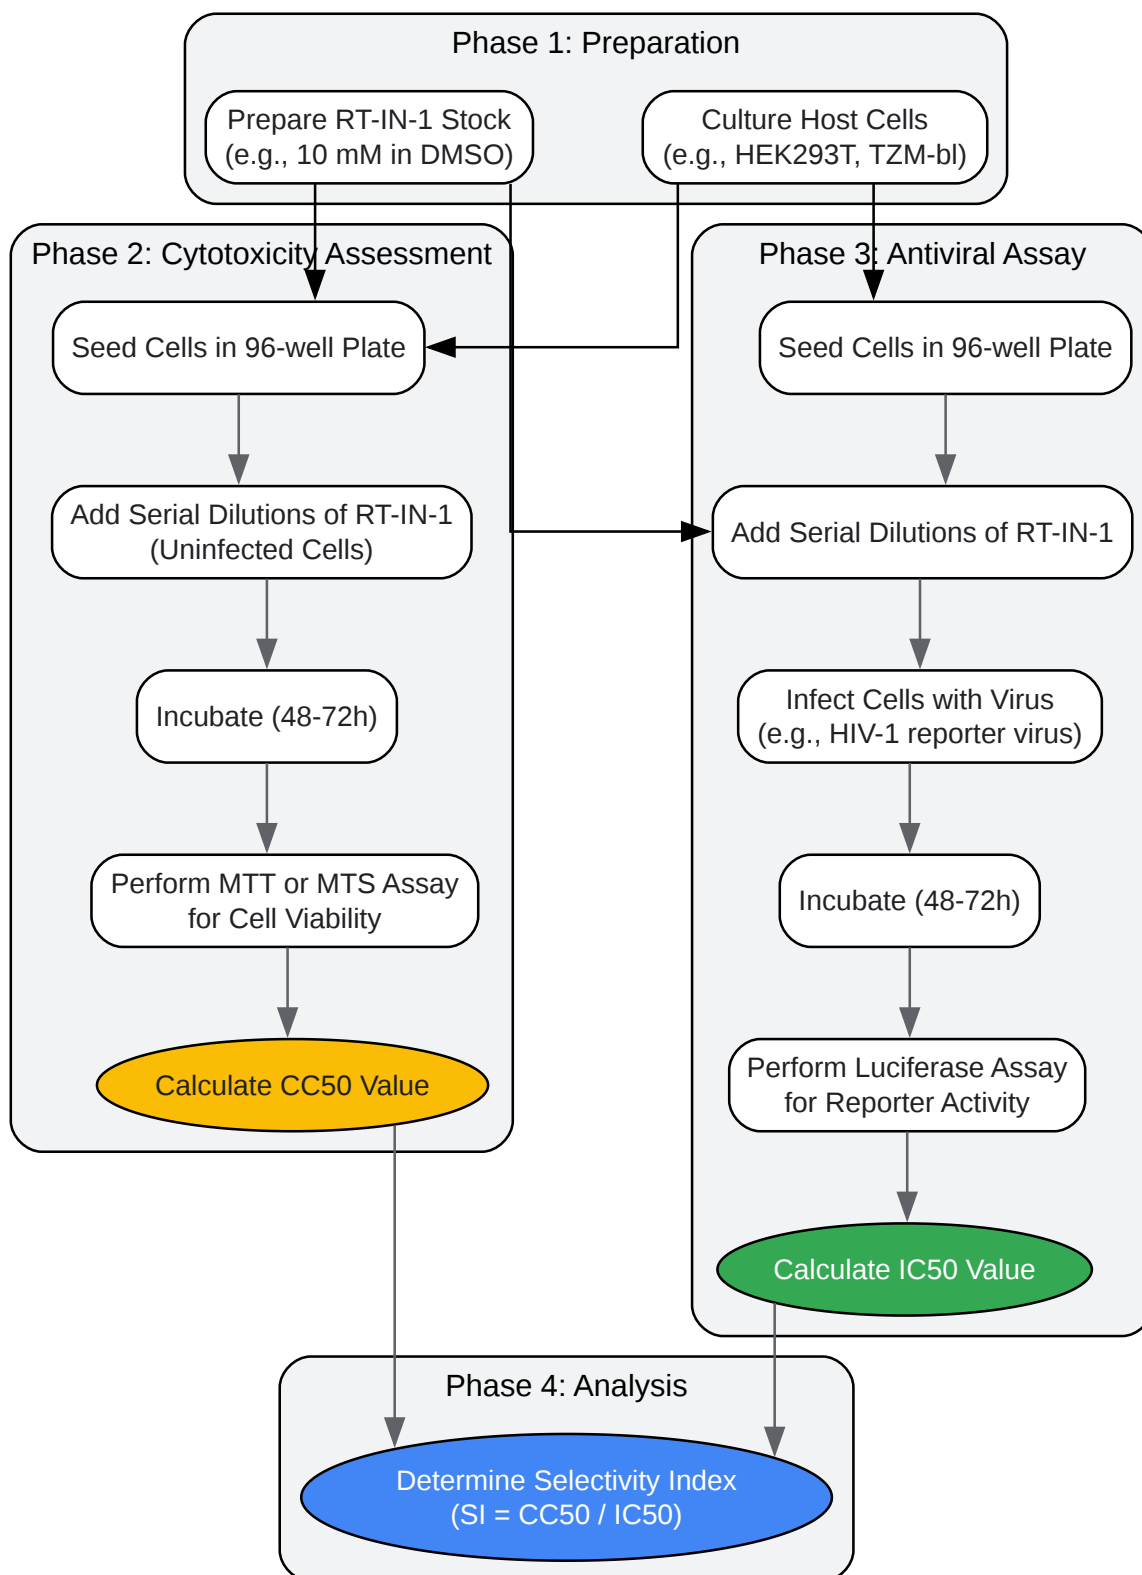 Phase 1: Preparation
Prepare RT-IN-1 Stock
(e.g., 10 mM in DMSO)
Culture Host Cells
(e.g., HEK293T, TZM-bl)
Phase 2: Cytotoxicity Assessment
Seed Cells in 96-well Plate
Add Serial Dilutions of RT-IN-1
(Uninfected Cells)
Incubate (48-72h)
Perform MTT or MTS Assay
for Cell Viability
Calculate CC50 Value
Phase 3: Antiviral Assay
Seed Cells in 96-well Plate
Add Serial Dilutions of RT-IN-1
Infect Cells with Virus
(e.g., HIV-1 reporter virus)
Incubate (48-72h)
Perform Luciferase Assay
for Reporter Activity
Calculate IC50 Value
Phase 4: Analysis
Determine Selectivity Index
(SI = CC50 / IC50)